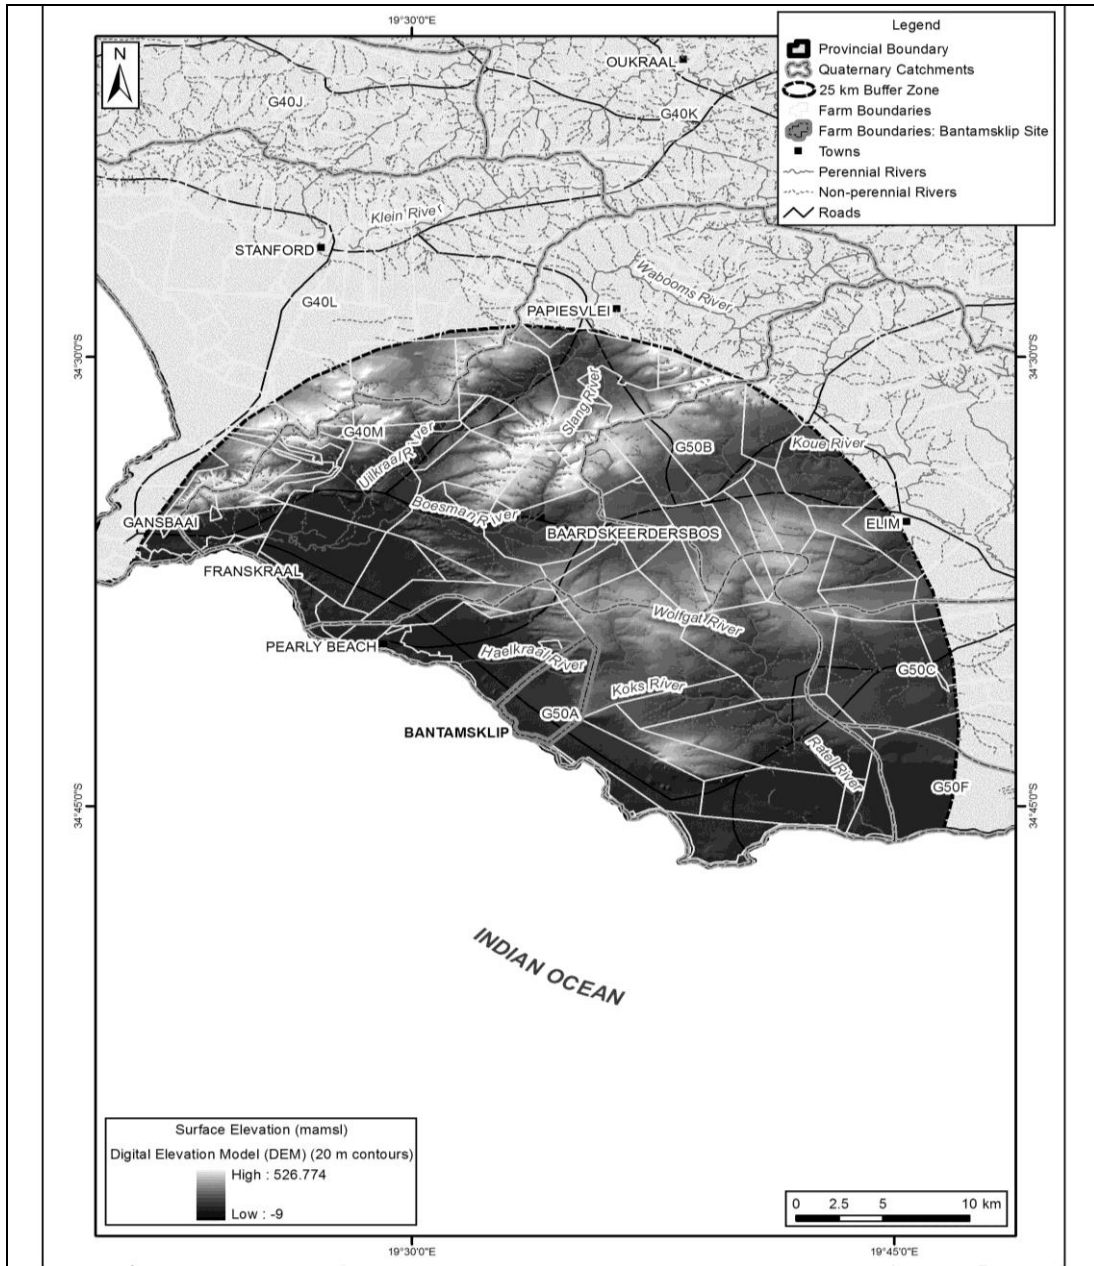 19°30'0"E
N
Legend
Provincial Boundary
Quaternary Catchments
25 km Buffer Zone
Farm Boundaries
Farm Boundaries: Bantamsklip Site
Towns
Perennial Rivers
Non-perennial Rivers
Roads
OUKRAAL
G40J
G40K
Klein River
STANFORD
Wabooms River
G40L
PAPIESVLEI
34°30'0"S
34°30'0"S
Slang River
G40M
Uilkraal River
G50B
Koue River
Boesman River
GANSBAAI
ELIM
BAARDSKEERDERSBOS
FRANSKRAAL
Wolfgat River
PEARLY BEACH
Haelkraal River
G50C
Koks River
G50A
BANTAMSKLIP
Ratel River
G50F
34°45'0"S
34°45'0"S
INDIAN OCEAN
Surface Elevation (mamsl)
Digital Elevation Model (DEM) (20 m contours)
High : 526.774
Low : -9
0 2.5 5 10 km
19°30'0"E
19°45'0"E